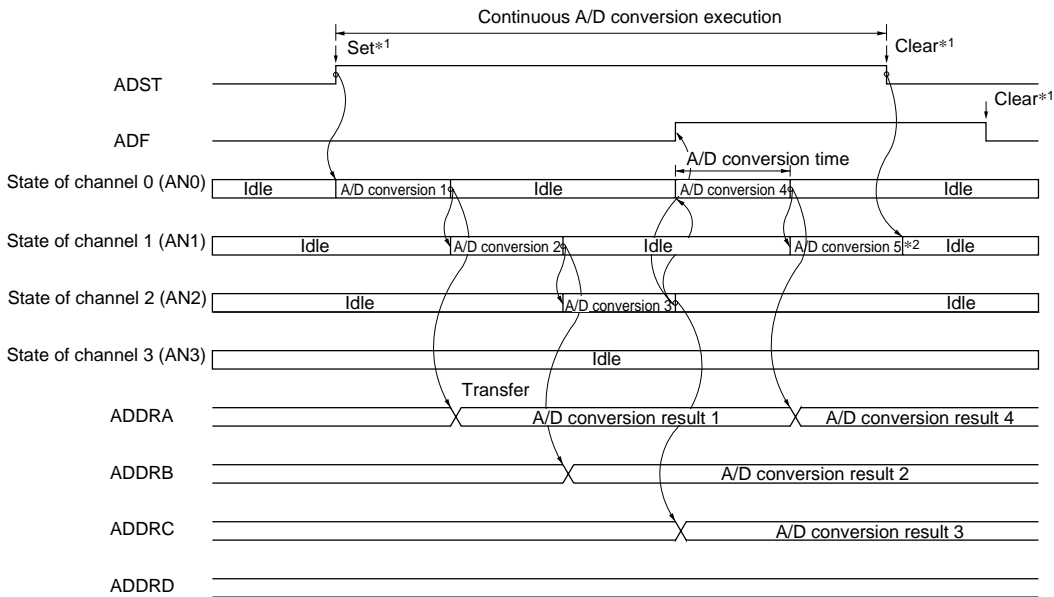 Continuous A/D conversion execution
Set*1 Clear*1
ADST
Clear*1
ADF
A/D conversion time
State of channel 0 (AN0) Idle A/D conversion 1 Idle A/D conversion 4 Idle
State of channel 1 (AN1) Idle A/D conversion 2 Idle A/D conversion 5 *2 Idle
State of channel 2 (AN2) Idle A/D conversion 3 Idle
State of channel 3 (AN3) Idle
Transfer
ADDRA A/D conversion result 1 A/D conversion result 4
ADDRB A/D conversion result 2
ADDRC A/D conversion result 3
ADDRD